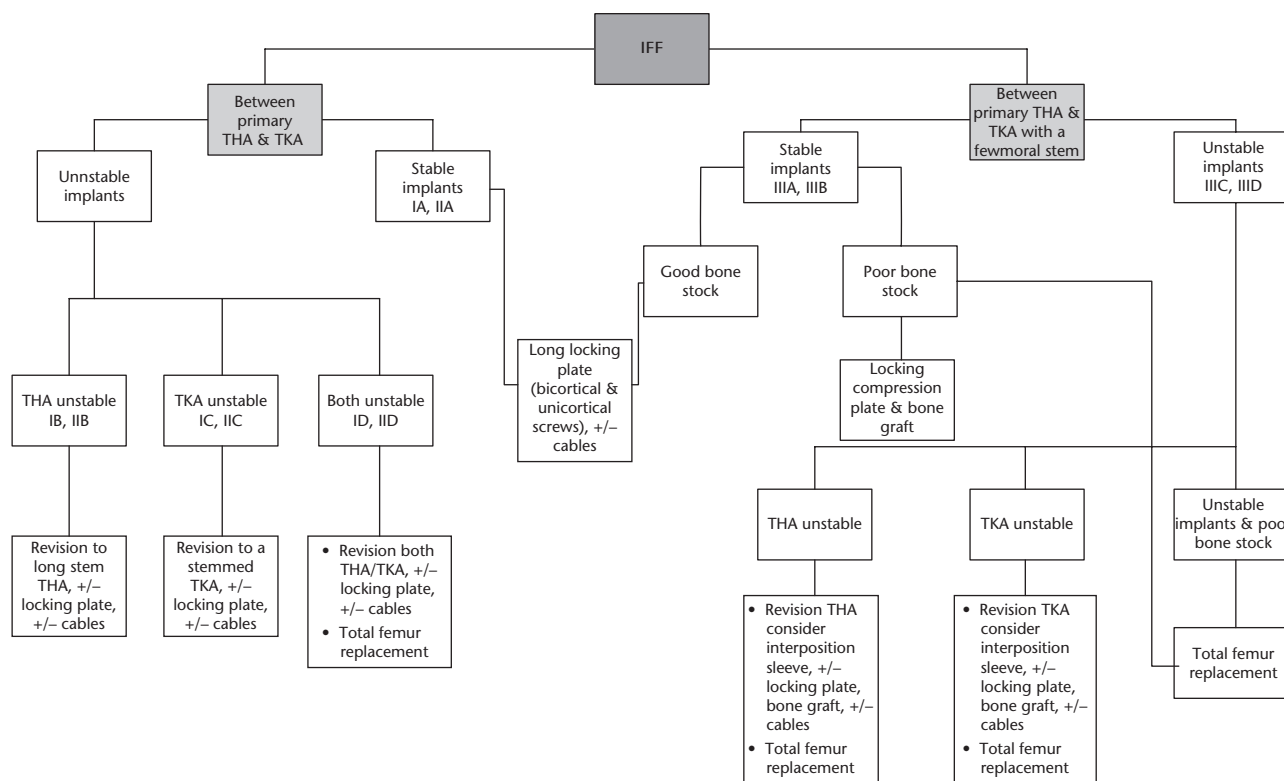 IFF
Between
primary
THA & TKA
Between
primary THA &
TKA with a
fewmoral stem
Unnstable
implants
Stable
implants
IA, IIA
Stable
implants
IIIA, IIIB
Unstable
implants
IIIC, IIID
Good bone
stock
Poor bone
stock
Long locking
plate
(bicortical &
unicortical
screws), +/–
cables
Locking
compression
plate & bone
graft
THA unstable
IB, IIB
TKA unstable
IC, IIC
Both unstable
ID, IID
THA unstable
TKA unstable
Unstable
implants & poo
bone stock
Revision to
long stem
THA, +/–
locking plate,
+/– cables
Revision to a
stemmed
TKA, +/–
locking plate,
+/– cables
• Revision both
THA/TKA, +/–
locking plate,
+/– cables
• Total femur
replacement
• Revision THA
consider
interposition
sleeve, +/–
locking plate,
bone graft, +/–
cables
• Total femur
replacement
• Revision TKA
consider
interposition
sleeve, +/–
locking plate,
bone graft, +/–
cables
• Total femur
replacement
Total femur
replacement